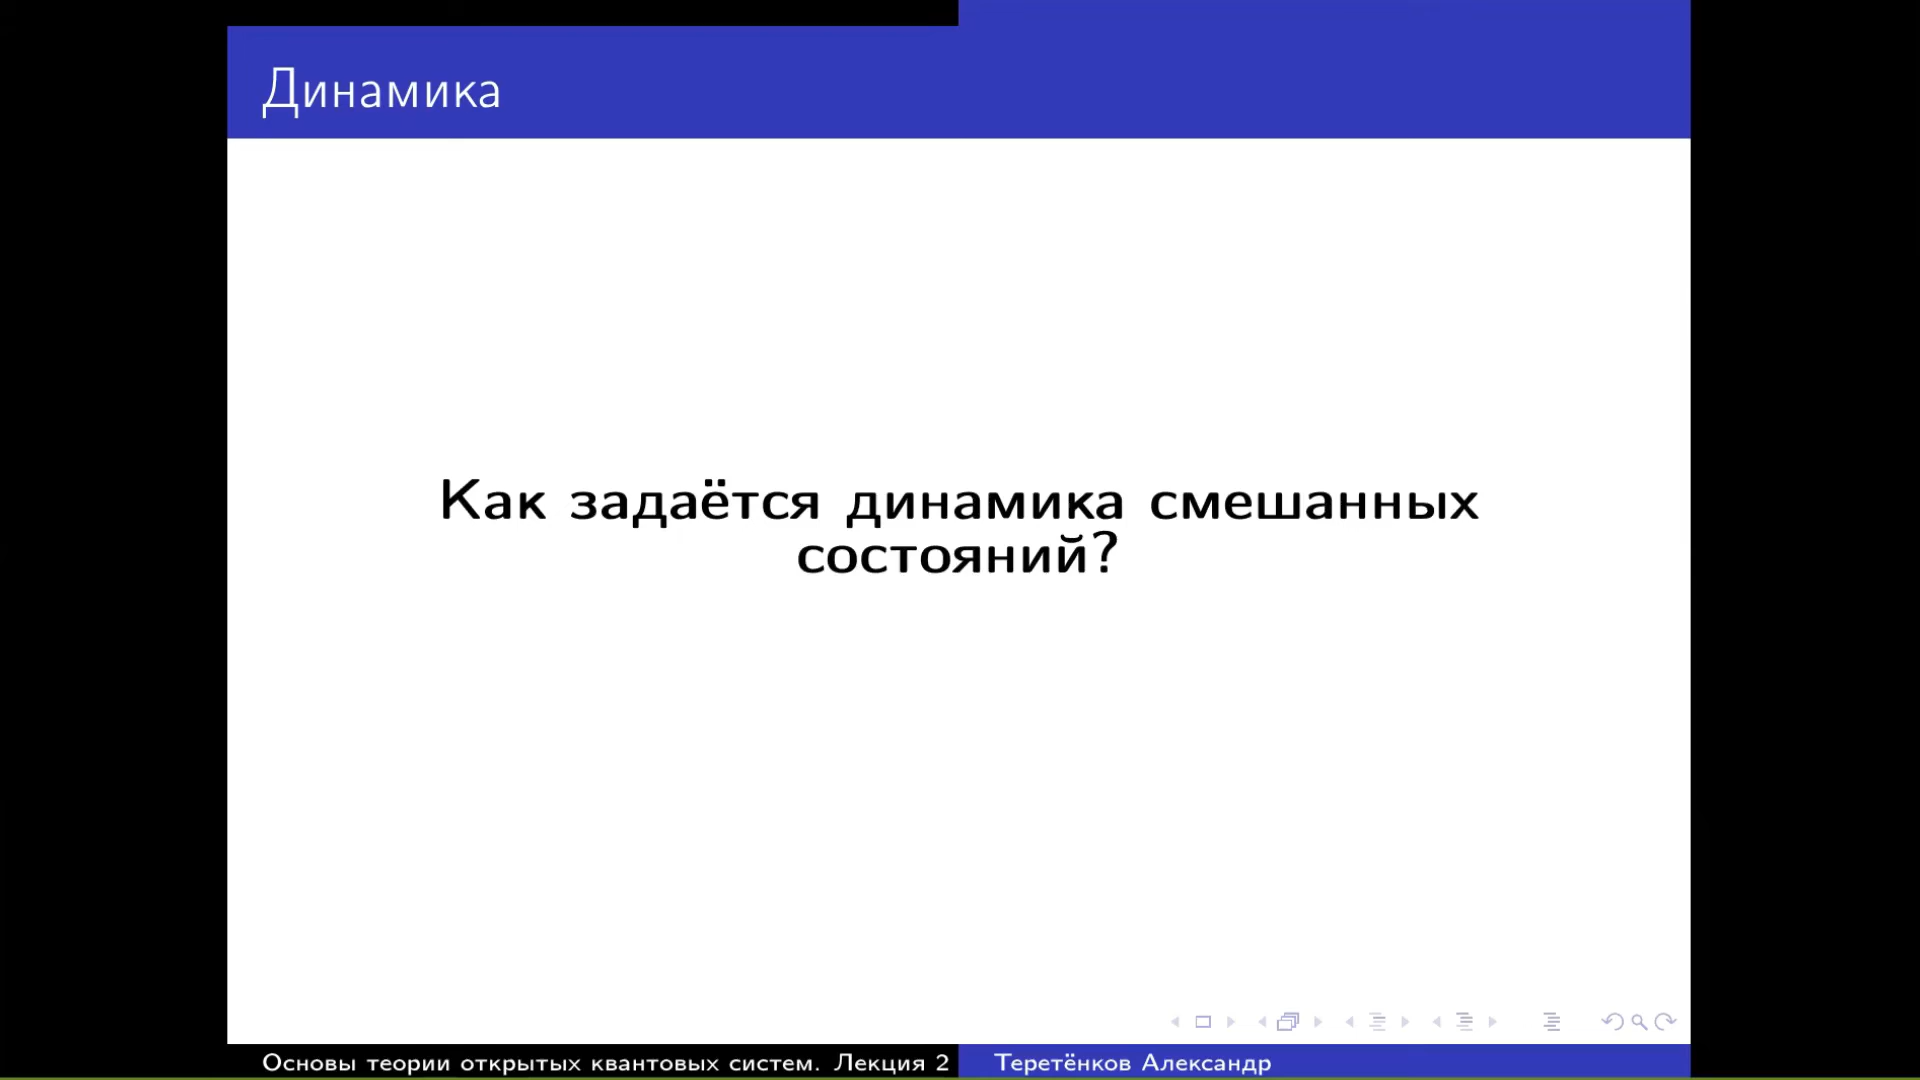 Динамика
Как задаётся динамика смешанных
состояний?
Основы теории открытых квантовых систем. Лекция 2
Теретёнков Александр